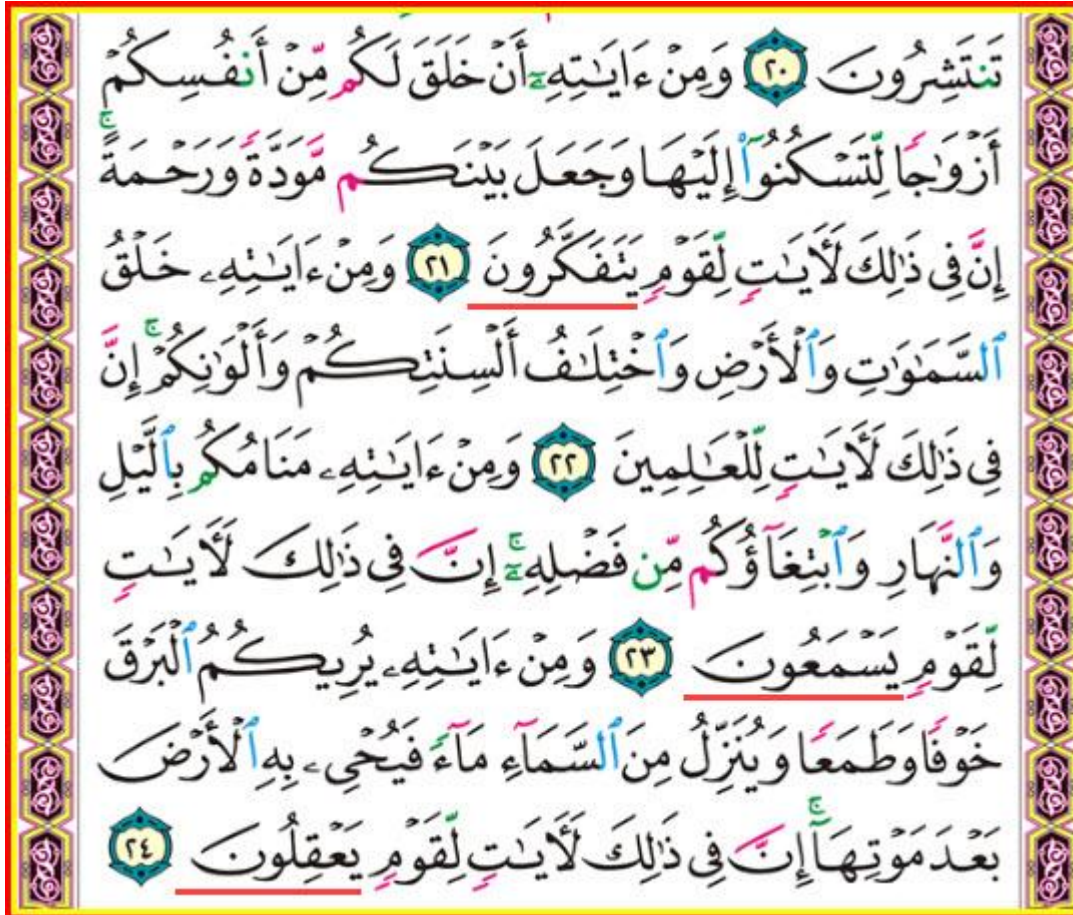 تَنتَشِرُونَ ٢٠ وَمِنْ ءَايَـٰتِهِۦٓ أَنْ خَلَقَ لَكُم مِّنْ أَنفُسِكُمْ
أَزْوَٰجًا لِّتَسْكُنُوٓا۟ إِلَيْهَا وَجَعَلَ بَيْنَكُم مَّوَدَّةً وَرَحْمَةً ۚ
إِنَّ فِى ذَٰلِكَ لَـَٔايَـٰتٍ لِّقَوْمٍ يَتَفَكَّرُونَ ٢١ وَمِنْ ءَايَـٰتِهِۦ خَلْقُ
ٱلسَّمَـٰوَٰتِ وَٱلْأَرْضِ وَٱخْتِلَـٰفُ أَلْسِنَتِكُمْ وَأَلْوَٰنِكُمْ ۚ إِنَّ
فِى ذَٰلِكَ لَـَٔايَـٰتٍ لِّلْعَـٰلِمِينَ ٢٢ وَمِنْ ءَايَـٰتِهِۦ مَنَامُكُم بِٱلَّيْلِ
وَٱلنَّهَارِ وَٱبْتِغَآؤُكُم مِّن فَضْلِهِۦٓ ۚ إِنَّ فِى ذَٰلِكَ لَـَٔايَـٰتٍ
لِّقَوْمٍ يَسْمَعُونَ ٢٣ وَمِنْ ءَايَـٰتِهِۦ يُرِيكُمُ ٱلْبَرْقَ
خَوْفًا وَطَمَعًا وَيُنَزِّلُ مِنَ ٱلسَّمَآءِ مَآءً فَيُحْىِۦ بِهِ ٱلْأَرْضَ
بَعْدَ مَوْتِهَآ ۚ إِنَّ فِى ذَٰلِكَ لَـَٔايَـٰتٍ لِّقَوْمٍ يَعْقِلُونَ ٢٤